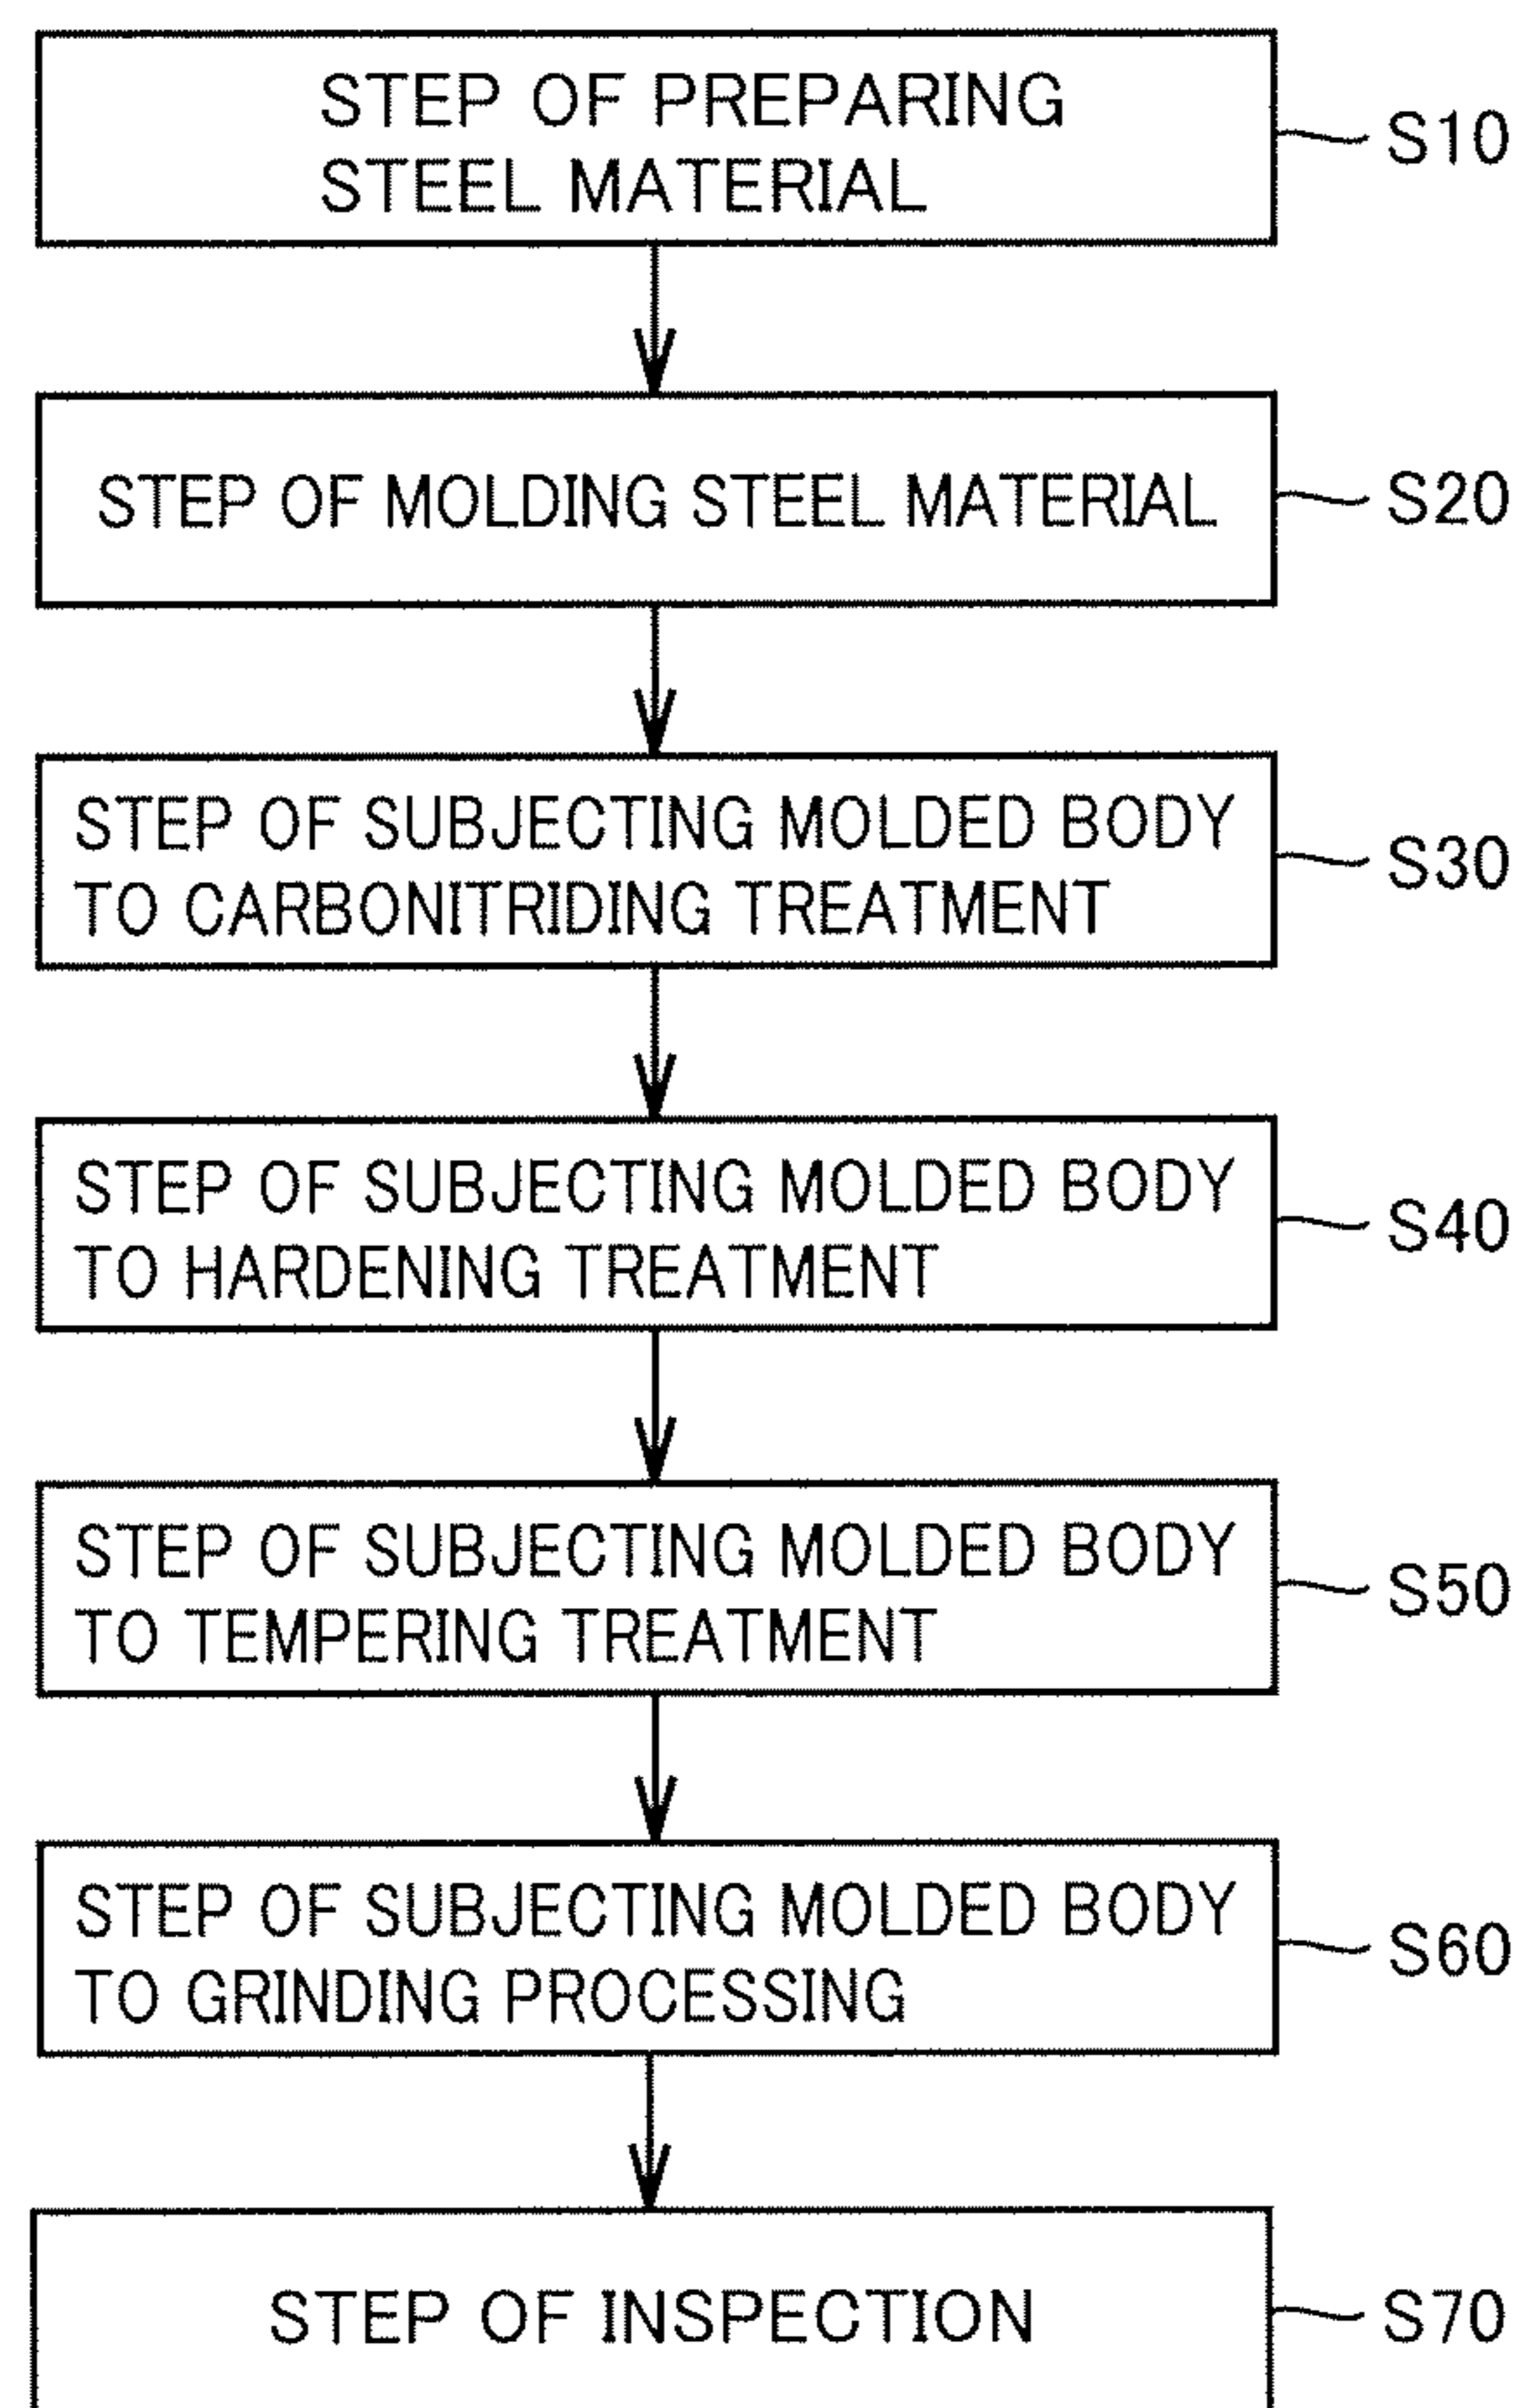 STEP OF PREPARING
STEEL MATERIAL
S10
STEP OF MOLDING STEEL MATERIAL
S20
STEP OF SUBJECTING MOLDED BODY
TO CARBONITRIDING TREATMENT
S30
STEP OF SUBJECTING MOLDED BODY
TO HARDENING TREATMENT
S40
STEP OF SUBJECTING MOLDED BODY
TO TEMPERING TREATMENT
S50
STEP OF SUBJECTING MOLDED BODY
TO GRINDING PROCESSING
S60
STEP OF INSPECTION
S70